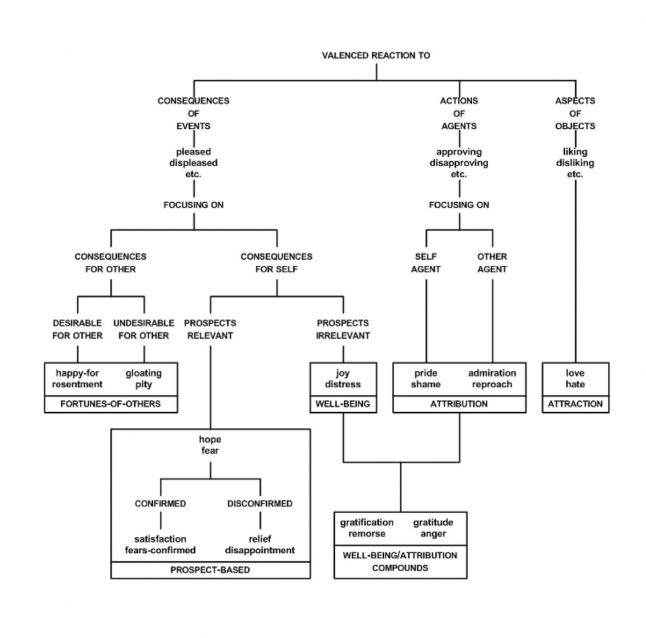 VALENCED REACTION TO
CONSEQUENCES
OF
EVENTS
ACTIONS
OF
AGENTS
ASPECTS
OF
OBJECTS
pleased
displeased
etc.
approving
disapproving
etc.
liking
disliking
etc.
FOCUSING ON
FOCUSING ON
CONSEQUENCES
FOR OTHER
CONSEQUENCES
FOR SELF
SELF
AGENT
OTHER
AGENT
DESIRABLE
FOR OTHER
UNDESIRABLE
FOR OTHER
PROSPECTS
RELEVANT
PROSPECTS
IRRELEVANT
happy-for
resentment
gloating
pity
FORTUNES-OF-OTHERS
joy
distress
WELL-BEING
pride
shame
admiration
reproach
ATTRIBUTION
love
hate
ATTRACTION
hope
fear
CONFIRMED
DISCONFIRMED
satisfaction
fears-confirmed
relief
disappointment
PROSPECT-BASED
gratification
remorse
gratitude
anger
WELL-BEING/ATTRIBUTION
COMPOUNDS